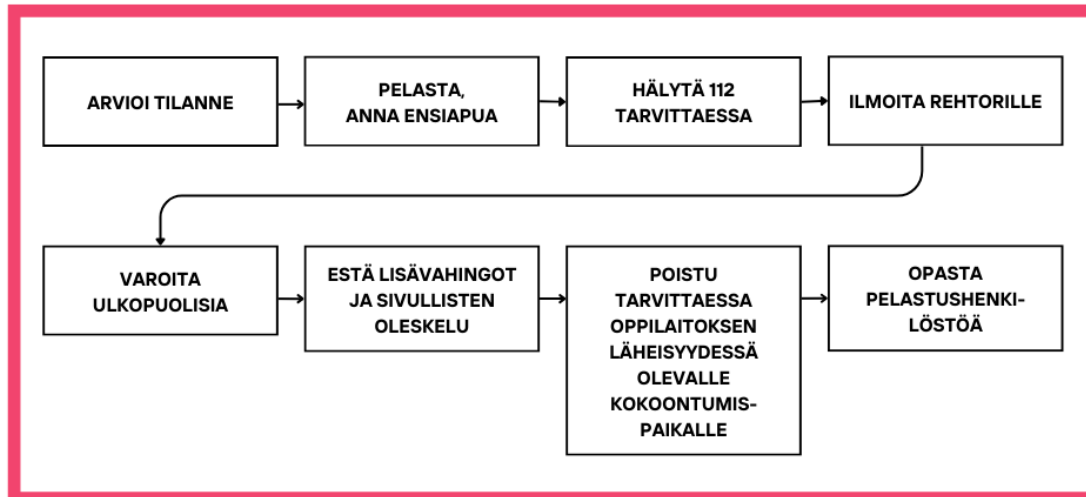 ARVIOI TILANNE
PELASTA,
ANNA ENSIAPUA
HÄLYTÄ 112
TARVITTAESSA
ILMOITA REHTORILLE
VAROITA
ULKOPUOLISIA
ESTÄ LISÄVAHINGOT
JA SIVULLISTEN
OLESKELU
POISTU
TARVITTAESSA
OPPILAITOKSEN
LÄHEISYYDESSÄ
OLEVALLE
KOKOONTUMIS-
PAIKALLE
OPASTA
PELASTUSHENKI-
LÖSTÖÄ